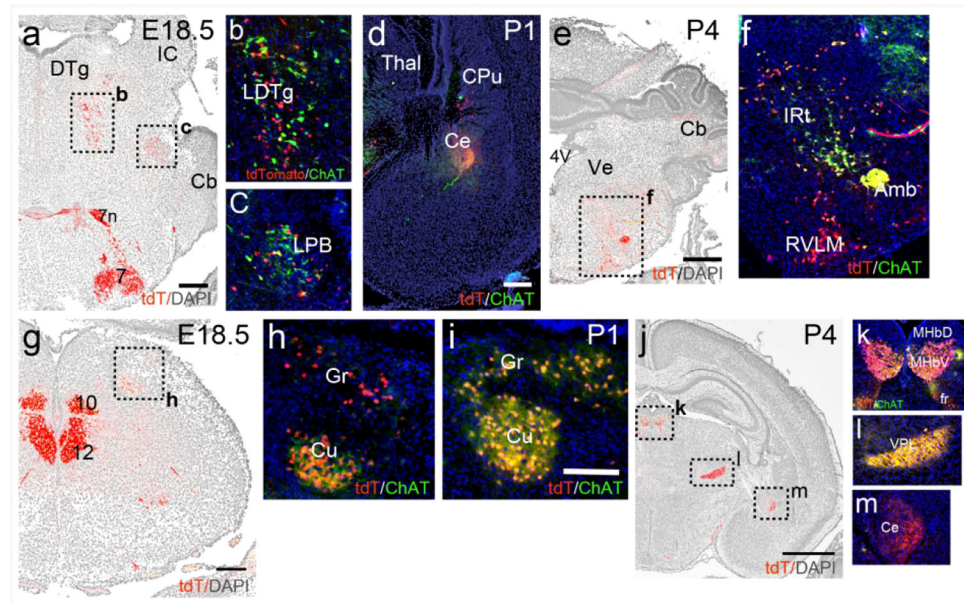 a
E18.5
IC
DTg
b
c
Cb
7n
7
tdT/DAPI
b
LDTg
tdTomato/ChAT
C
LPB
d
P1
Thal
CPu
Ce
tdT/ChAT
e
P4
Cb
4V
Ve
f
tdT/DAPI
f
IRt
Amb
RVLM
tdT/ChAT
g
E18.5
10
12
h
tdT/DAPI
h
Gr
Cu
tdT/ChAT
i
P1
Gr
Cu
tdT/ChAT
j
P4
k
l
m
tdT/DAPI
k
MHbD
MHbV
fr
ChAT
l
VPL
m
Ce